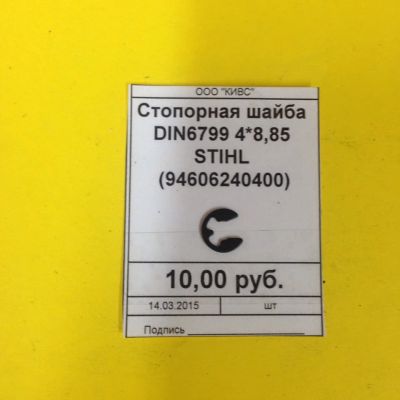 ООО "КИВС"
Стопорная шайба
DIN6799 4*8,85
STIHL
(94606240400)
10,00 руб.
14.03.2015 шт
Подпись